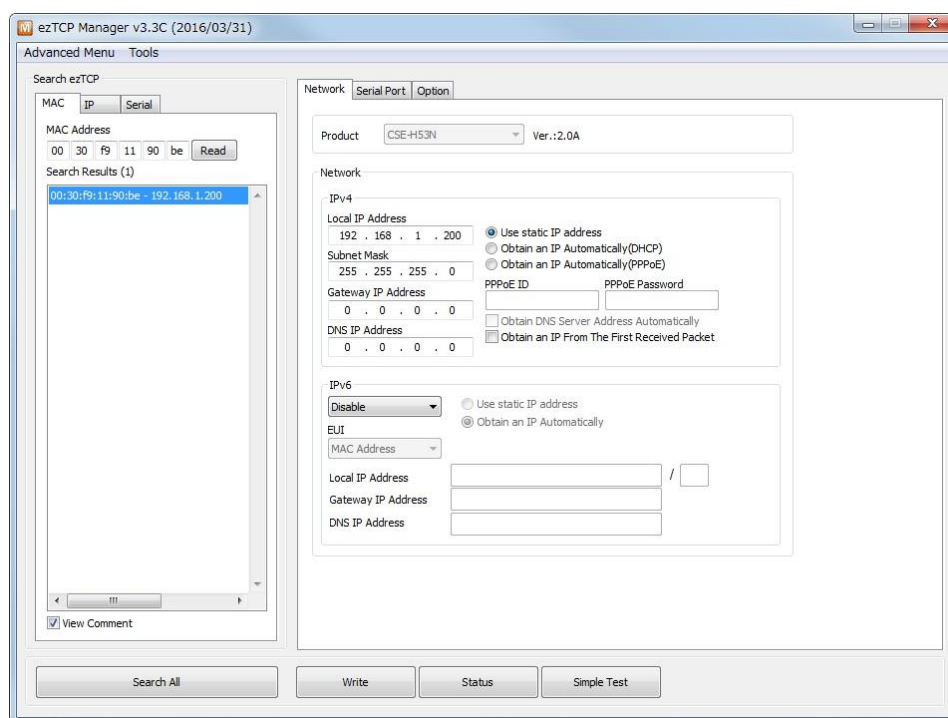 ezTCP Manager v3.3C (2016/03/31)
Advanced Menu Tools
Search ezTCP
MAC IP Serial
MAC Address
00 30 f9 11 90 be Read
Search Results (1)
00:30:f9:11:90:be - 192.168.1.200
View Comment
Network Serial Port Option
Product CSE-H53N Ver.:2.0A
Network
IPv4
Local IP Address
192 . 168 . 1 . 200
Subnet Mask
255 . 255 . 255 . 0
Gateway IP Address
0 . 0 . 0 . 0
DNS IP Address
0 . 0 . 0 . 0
Use static IP address
Obtain an IP Automatically(DHCP)
Obtain an IP Automatically(PPPoE)
PPPoE ID PPPoE Password
Obtain DNS Server Address Automatically
Obtain an IP From The First Received Packet
IPv6
Disable
EUI
MAC Address
Use static IP address
Obtain an IP Automatically
Local IP Address /
Gateway IP Address
DNS IP Address
Search All Write Status Simple Test